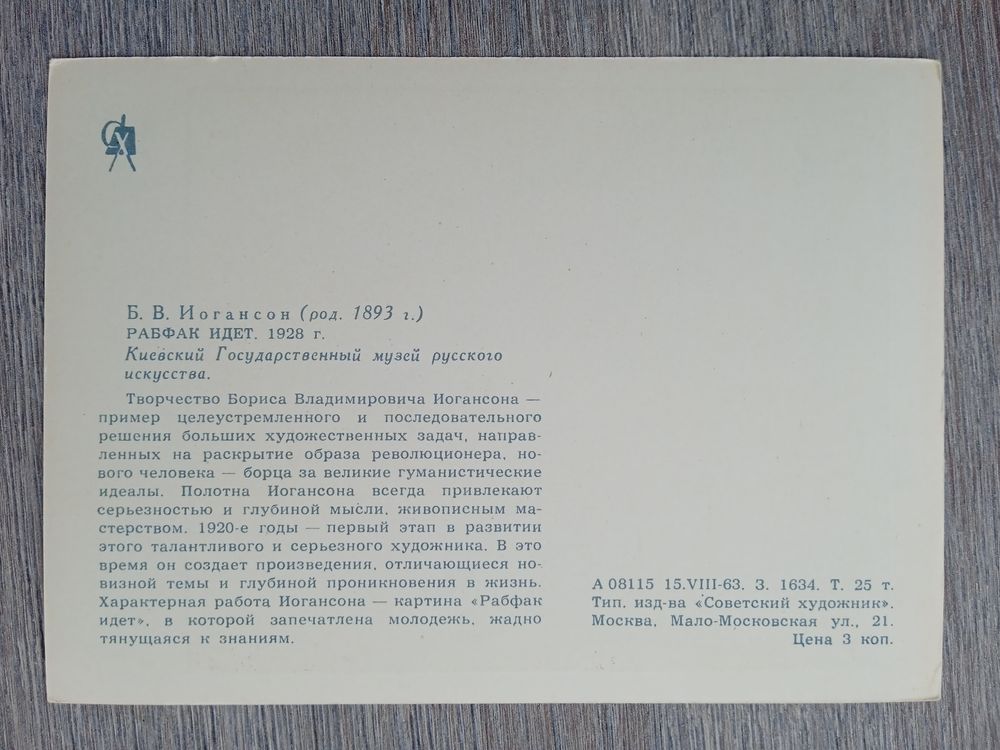 СХ
Б. В. Иогансон (род. 1893 г.)
РАБФАК ИДЕТ. 1928 г.
Киевский Государственный музей русского
искусства.
Творчество Бориса Владимировича Иогансона —
пример целеустремленного и последовательного
решения больших художественных задач, направ-
ленных на раскрытие образа революционера, но-
вого человека — борца за великие гуманистические
идеалы. Полотна Иогансона всегда привлекают
серьезностью и глубиной мысли, живописным ма-
стерством. 1920-е годы — первый этап в развитии
этого талантливого и серьезного художника. В это
время он создает произведения, отличающиеся но-
визной темы и глубиной проникновения в жизнь.
Характерная работа Иогансона — картина «Рабфак
идет», в которой запечатлена молодежь, жадно
тянущаяся к знаниям.
А 08115 15.VIII-63. З. 1634. Т. 25 т.
Тип. изд-ва «Советский художник».
Москва, Мало-Московская ул., 21.
Цена 3 коп.